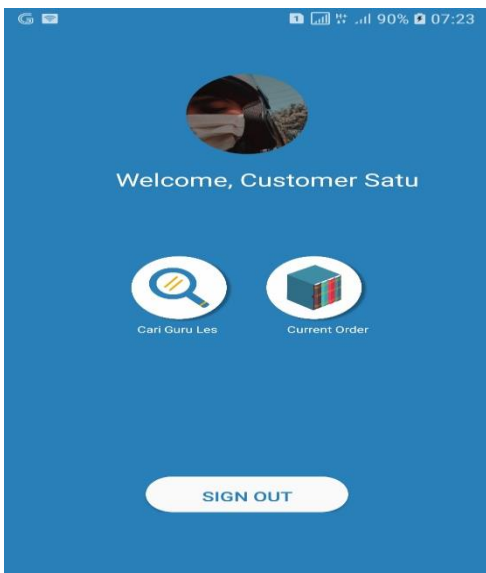 90% 07:23
Welcome, Customer Satu
Cari Guru Les
Current Order
SIGN OUT